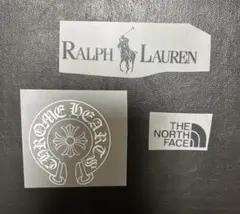 RALPH LAUREN
CHROME HEARTS
THE
NORTH
FACE